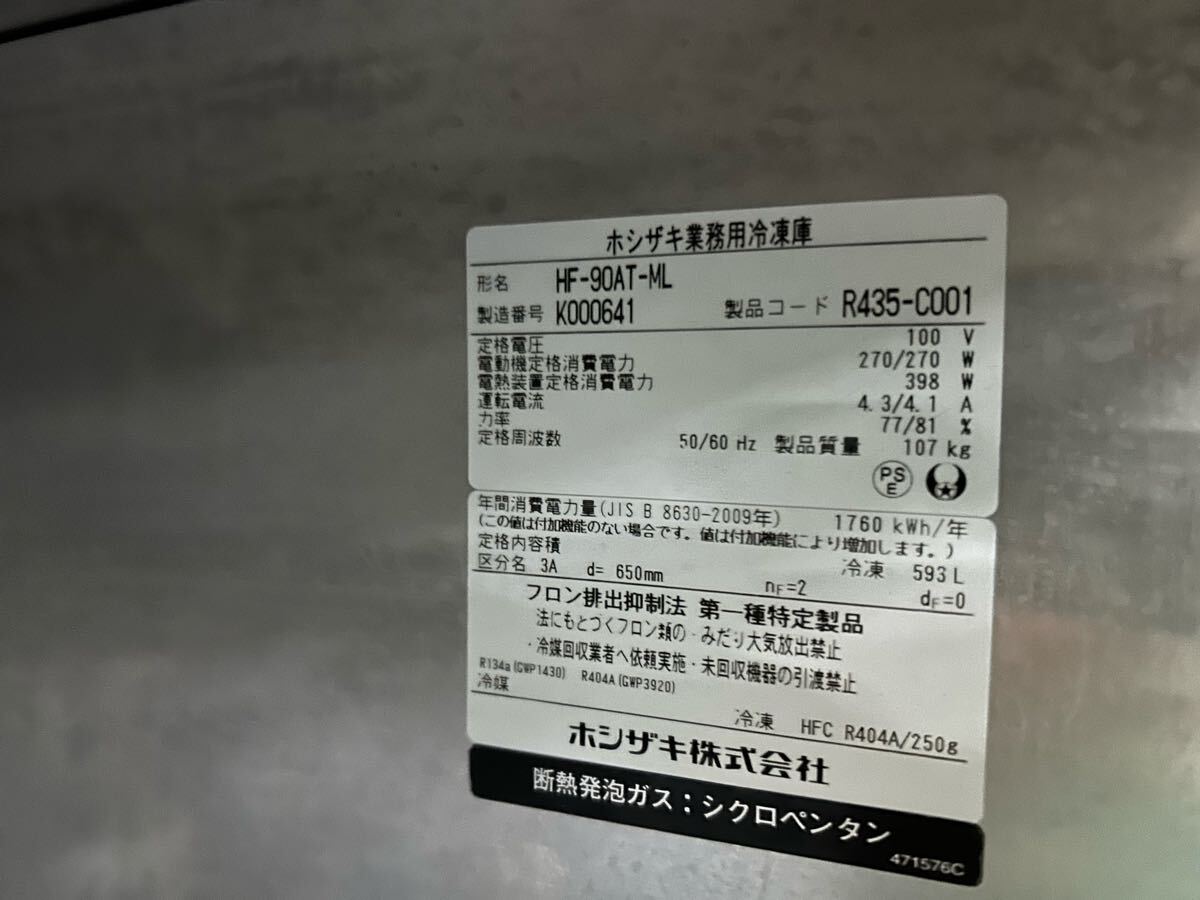 ホシザキ業務用冷凍庫
形名 HF-90AT-ML
製造番号 K000641 製品コード R435-C001
定格電圧 100 V
電動機定格消費電力 270/270 W
電熱装置定格消費電力 398 W
運転電流 4.3/4.1 A
力率 77/81 %
定格周波数 50/60 Hz 製品質量 107 kg
PSE
年間消費電力量(JIS B 8630-2009年) 1760 kWh/年
(この値は付加機能のない場合です。値は付加機能により増加します。)
定格内容積 冷凍 593 L
区分名 3A d= 650mm nF=2 dF=0
フロン排出抑制法 第一種特定製品
法にもとづくフロン類の・みだり大気放出禁止
・冷媒回収業者へ依頼実施・未回収機器の引渡禁止
R134a(GWP1430) R404A(GWP3920)
冷媒 冷凍 HFC R404A/250g
ホシザキ株式会社
断熱発泡ガス:シクロペンタン
471576C